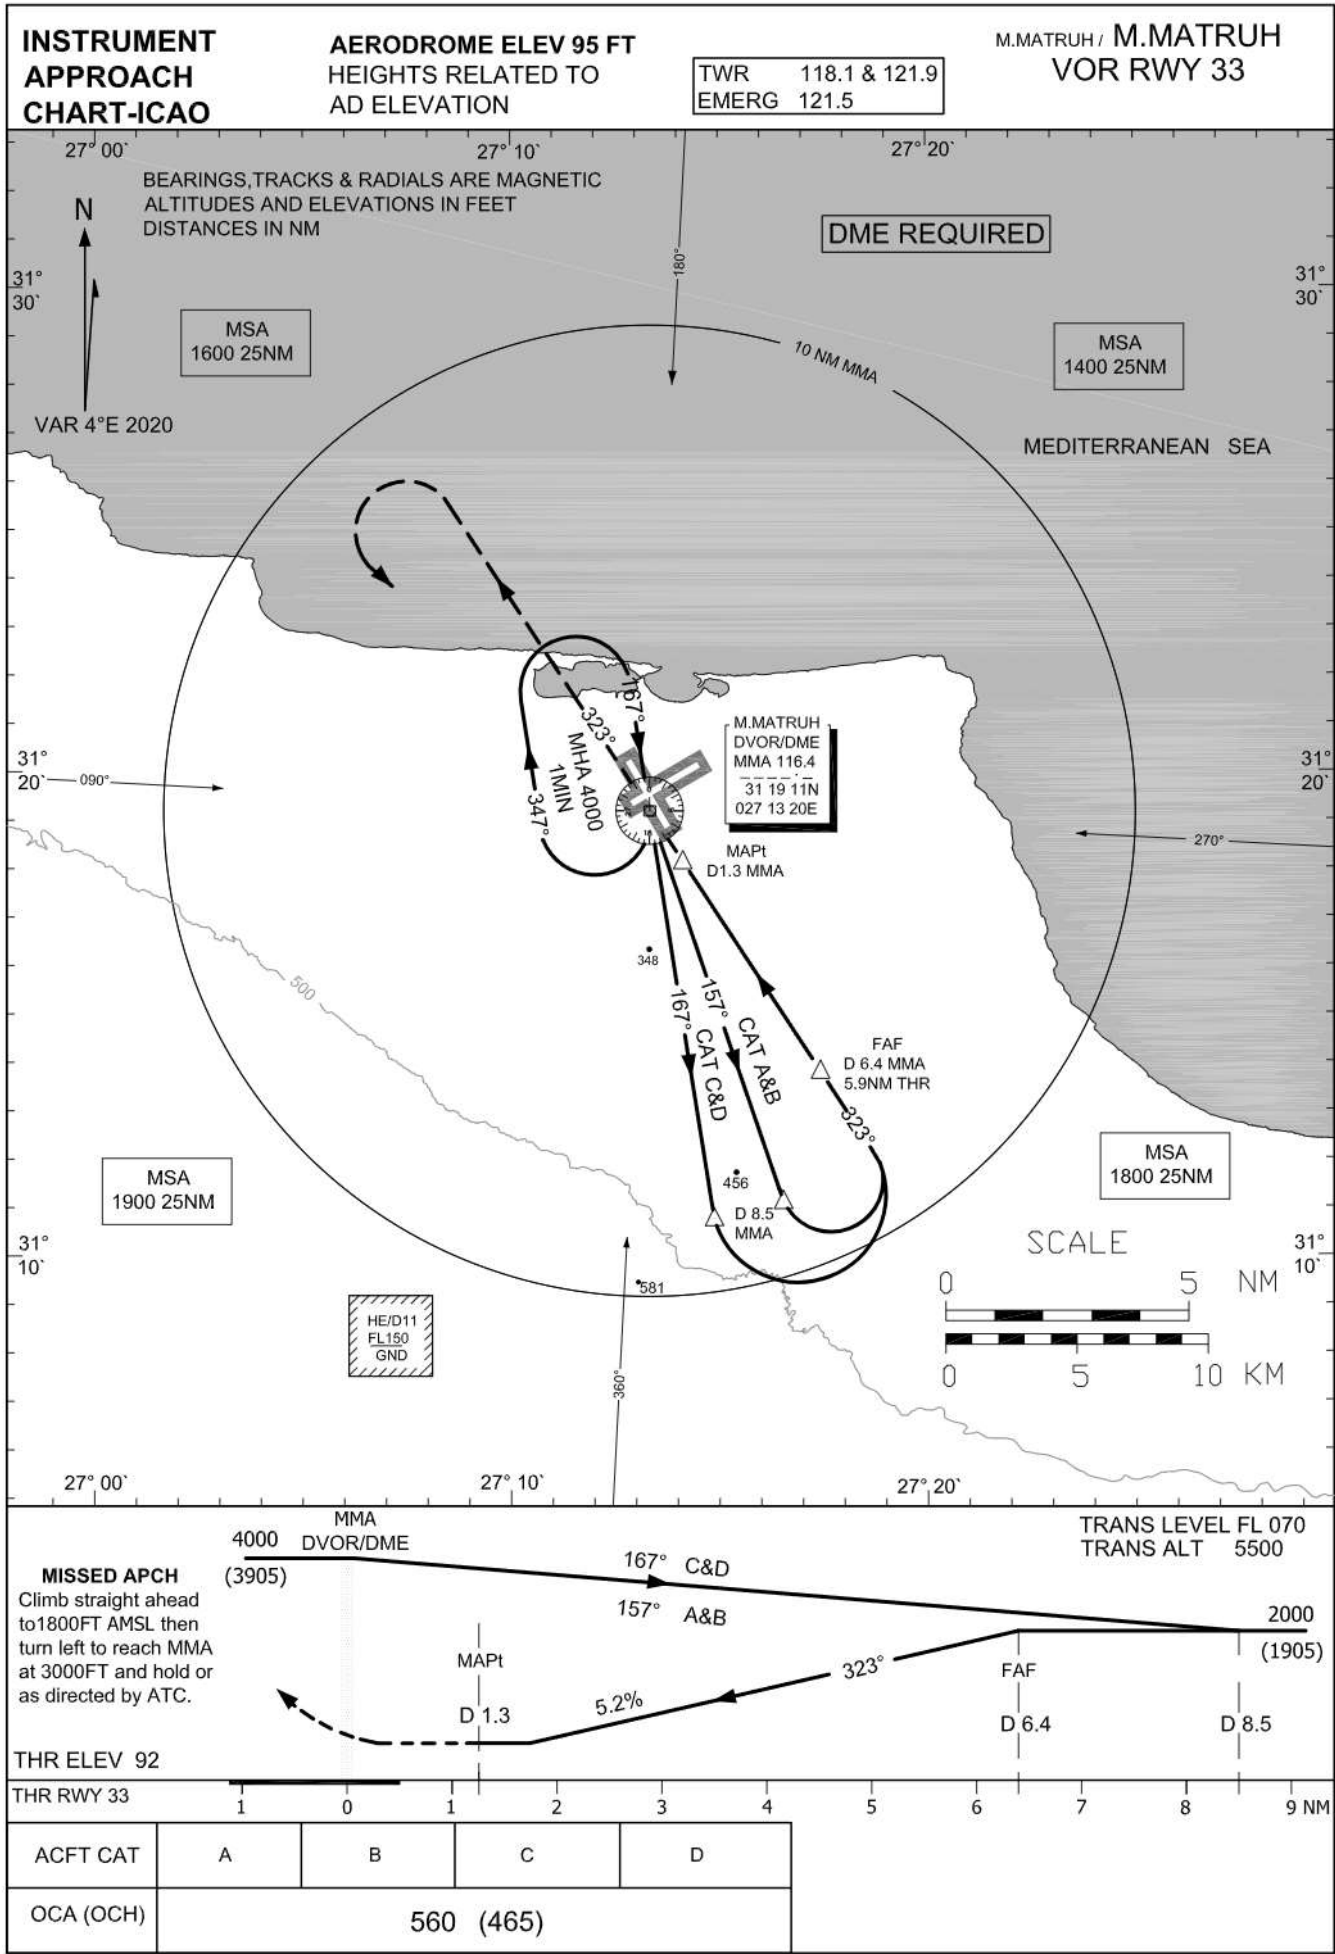 INSTRUMENT
APPROACH
CHART-ICAO
AERODROME ELEV 95 FT
HEIGHTS RELATED TO
AD ELEVATION
TWR 118.1 & 121.9
EMERG 121.5
M.MATRUH / M.MATRUH
VOR RWY 33
27° 00`
27° 10`
27° 20`
BEARINGS,TRACKS & RADIALS ARE MAGNETIC
ALTITUDES AND ELEVATIONS IN FEET
DISTANCES IN NM
N
VAR 4°E 2020
DME REQUIRED
180°
31°
30`
31°
30`
MSA
1600 25NM
MSA
1400 25NM
10 NM MMA
MEDITERRANEAN SEA
167°
323°
MHA 4000
1MIN
347°
M.MATRUH
DVOR/DME
MMA 116.4
31 19 11N
027 13 20E
31°
20`
090°
31°
20`
270°
MAPt
D1.3 MMA
348
500
167°
CAT C&D
157°
CAT A&B
FAF
D 6.4 MMA
5.9NM THR
323°
456
D 8.5
MMA
581
MSA
1900 25NM
MSA
1800 25NM
31°
10`
31°
10`
SCALE
0 5 NM
0 5 10 KM
HE/D11
FL150
GND
360°
27° 00`
27° 10`
27° 20`
MMA
DVOR/DME
4000
(3905)
TRANS LEVEL FL 070
TRANS ALT 5500
MISSED APCH
Climb straight ahead
to1800FT AMSL then
turn left to reach MMA
at 3000FT and hold or
as directed by ATC.
167° C&D
157° A&B
2000
(1905)
MAPt
D 1.3
5.2%
323°
FAF
D 6.4
D 8.5
THR ELEV 92
THR RWY 33
1 0 1 2 3 4 5 6 7 8 9 NM
ACFT CAT A B C D
OCA (OCH) 560 (465)